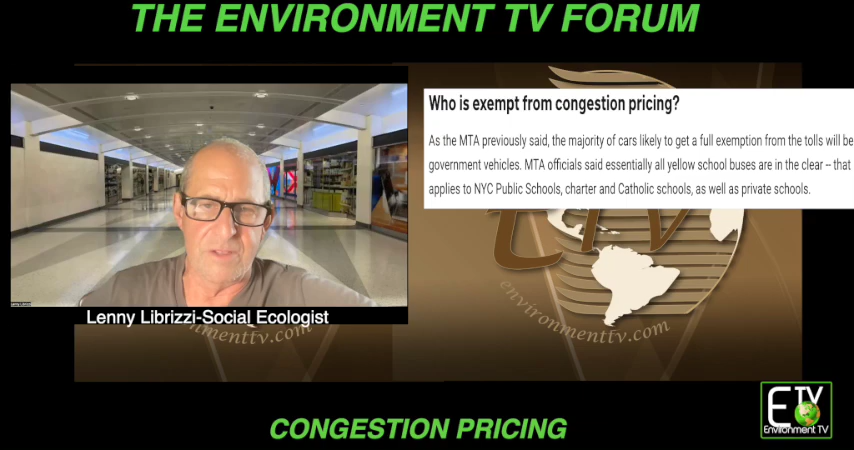 THE ENVIRONMENT TV FORUM
Who is exempt from congestion pricing?
As the MTA previously said, the majority of cars likely to get a full exemption from the tolls will be
government vehicles. MTA officials said essentially all yellow school buses are in the clear – that
applies to NYC Public Schools, charter and Catholic schools, as well as private schools.
etv
environmenttv.com
Lenny Librizzi-Social Ecologist
nmenttv.com
CONGESTION PRICING
ETV
Environment TV